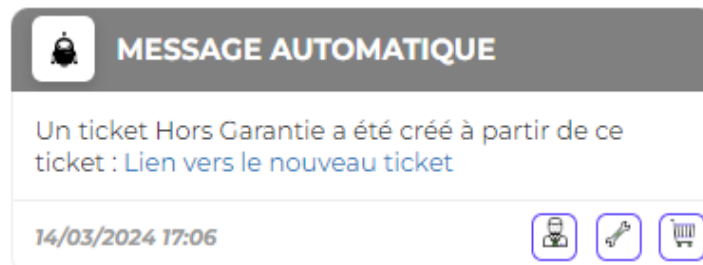 MESSAGE AUTOMATIQUE
Un ticket Hors Garantie a été créé à partir de ce
ticket : Lien vers le nouveau ticket
14/03/2024 17:06